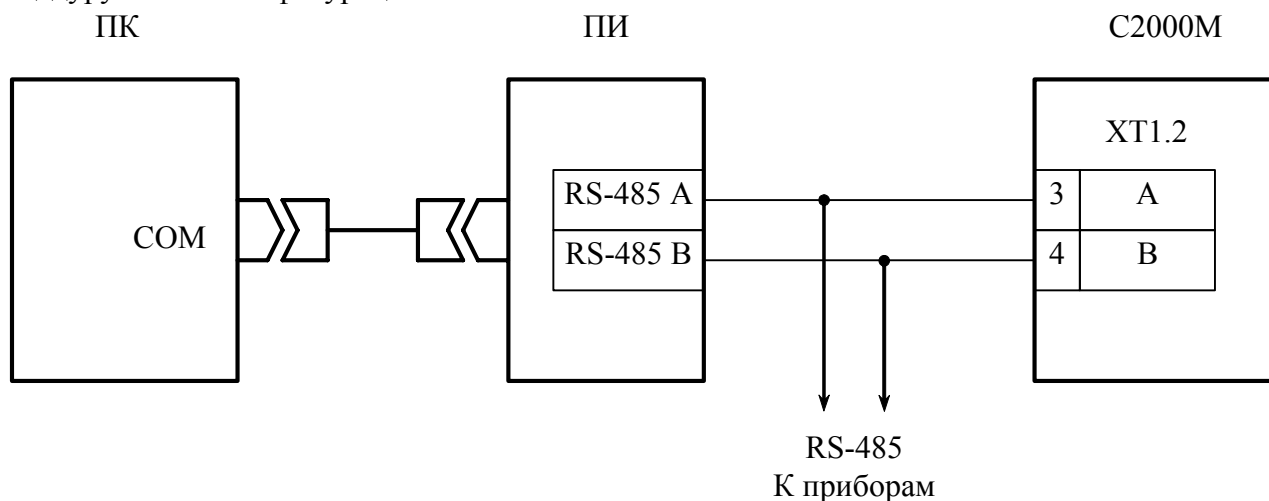 ПК
ПИ
С2000М
COM
RS-485 A
RS-485 B
XT1.2
3 A
4 B
RS-485
К приборам